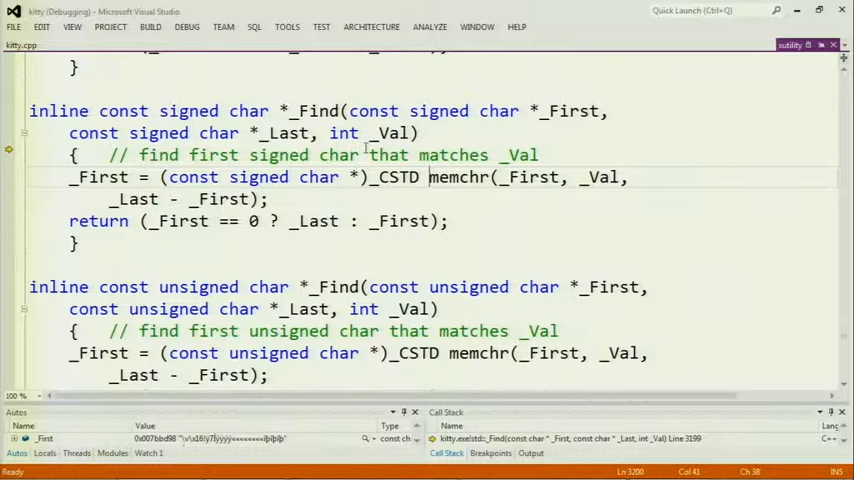 kitty (Debugging) - Microsoft Visual Studio
Quick Launch (Ctrl+Q)
FILE EDIT VIEW PROJECT BUILD DEBUG TEAM SQL TOOLS TEST ARCHITECTURE ANALYZE WINDOW HELP
kitty.cpp xutility
}
inline const signed char *_Find(const signed char *_First,
const signed char *_Last, int _Val)
{ // find first signed char that matches _Val
_First = (const signed char *)_CSTD memchr(_First, _Val,
_Last - _First);
return (_First == 0 ? _Last : _First);
}
inline const unsigned char *_Find(const unsigned char *_First,
const unsigned char *_Last, int _Val)
{ // find first unsigned char that matches _Val
_First = (const unsigned char *)_CSTD memchr(_First, _Val,
_Last - _First);
100 %
Autos Call Stack
Name Value Type Name Lang
_First 0x007bbd98 const ch kitty.exe!std::_Find(const char * _First, const char * _Last, int _Val) Line 3199 C++
Autos Locals Threads Modules Watch 1 Call Stack Breakpoints Output
Ready Ln 3200 Col 41 Ch 38 INS